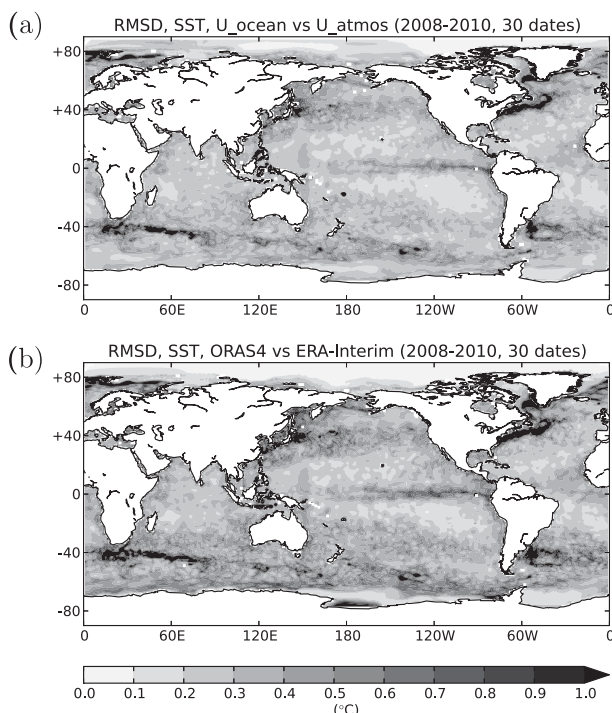 (a)
RMSD, SST, U_ocean vs U_atmos (2008-2010, 30 dates)
+80
+40
0
-40
-80
0 60E 120E 180 120W 60W 0
(b)
RMSD, SST, ORAS4 vs ERA-Interim (2008-2010, 30 dates)
+80
+40
0
-40
-80
0 60E 120E 180 120W 60W 0
0.0 0.1 0.2 0.3 0.4 0.5 0.6 0.7 0.8 0.9 1.0
(°C)